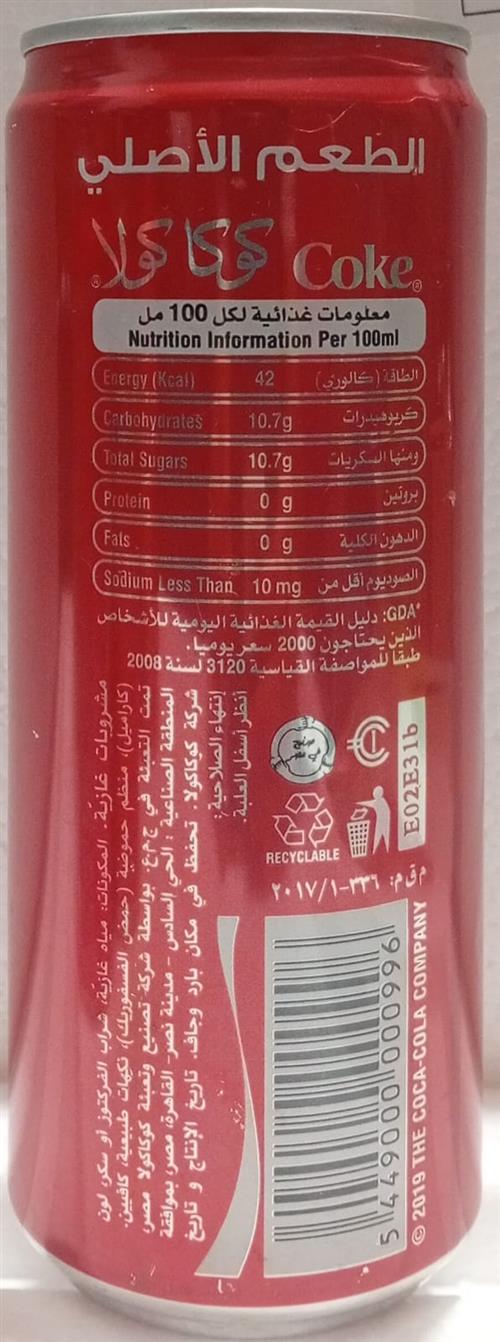 الطعم الأصلي
كوكاكولا® Coke®
معلومات غذائية لكل 100 مل
Nutrition Information Per 100ml
Energy (Kcal) 42 الطاقة (كالوري)
Carbohydrates 10.7g كربوهيدرات
Total Sugars 10.7g ومنها السكريات
Protein 0 g بروتين
Fats 0 g الدهون الكلية
Sodium Less Than 10 mg الصوديوم أقل من
*GDA: دليل القيمة الغذائية اليومية للأشخاص
الذين يحتاجون 2000 سعر يوميا.
طبقا للمواصفة القياسية 3120 لسنة 2008
مشروبات غازية. المكونات: مياه غازية، شراب الفركتوز أو سكر، لون
(كاراميل)، منظم حموضة (حمض الفسفوريك)، نكهات طبيعية، كافيين.
تمت التعبئة في ج.م.ع. بواسطة شركة تصنيع وتعبئة كوكاكولا مصر،
المنطقة الصناعية : الحي السادس - مدينة نصر- القاهرة، مصر، بموافقة
شركة كوكاكولا. تحفظ في مكان بارد وجاف. تاريخ الإنتاج و تاريخ
إنتهاء الصلاحية:
انظر أسفل العلبة
E02E31b
RECYCLABLE
م ق م: ٣٣٦-٢٠١٧/١
5 449000 000996
© 2019 THE COCA-COLA COMPANY